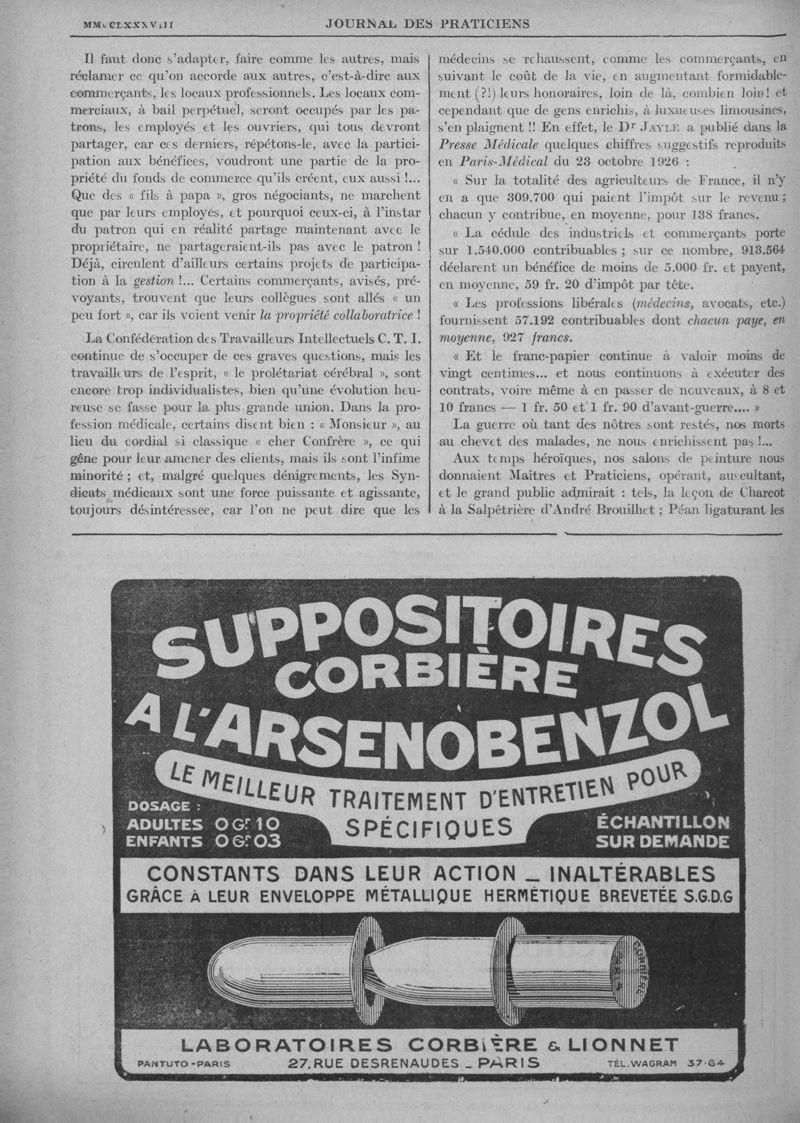 MMCLXXXVIII
JOURNAL DES PRATICIENS
Il faut donc s'adapter, faire comme les autres, mais
réclamer ce qu'on accorde aux autres, c'est-à-dire aux
commerçants, les locaux professionnels. Les locaux com-
merciaux, à bail perpétuel, seront occupés par les pa-
trons, les employés et les ouvriers, qui tous devront
partager, car ces derniers, répétons-le, avec la partici-
pation aux bénéfices, voudront une partie de la pro-
priété du fonds de commerce qu'ils créent, eux aussi !...
Que des « fils à papa », gros négociants, ne marchent
que par leurs employés, et pourquoi ceux-ci, à l'instar
du patron qui en réalité partage maintenant avec le
propriétaire, ne partageraient-ils pas avec le patron !
Déjà, circulent d'ailleurs certains projets de participa-
tion à la gestion !... Certains commerçants, avisés, pré-
voyants, trouvent que leurs collègues sont allés « un
peu fort », car ils voient venir la propriété collaboratrice !
La Confédération des Travailleurs Intellectuels C. T. I.
continue de s'occuper de ces graves questions, mais les
travailleurs de l'esprit, « le prolétariat cérébral », sont
encore trop individualistes, bien qu'une évolution heu-
reuse se fasse pour la plus grande union. Dans la pro-
fession médicale, certains disent bien : « Monsieur », au
lieu du cordial si classique « cher Confrère », ce qui
gêne pour leur amener des clients, mais ils sont l'infime
minorité ; et, malgré quelques dénigrements, les Syn-
dicats médicaux sont une force puissante et agissante,
toujours désintéressée, car l'on ne peut dire que les
médecins se rehaussent, comme les commerçants, en
suivant le coût de la vie, en augmentant formidable-
ment (?!) leurs honoraires, loin de là, combien loin ! et
cependant que de gens enrichis, à luxueuses limousines,
s'en plaignent !! En effet, le Dr JAYLE a publié dans la
Presse Médicale quelques chiffres suggestifs reproduits
en Paris-Médical du 23 octobre 1926 :
« Sur la totalité des agriculteurs de France, il n'y
en a que 309.700 qui paient l'impôt sur le revenu ;
chacun y contribue, en moyenne, pour 138 francs.
« La cédule des industriels et commerçants porte
sur 1.540.000 contribuables ; sur ce nombre, 913.564
déclarent un bénéfice de moins de 5.000 fr. et payent,
en moyenne, 59 fr. 20 d'impôt par tête.
« Les professions libérales (médecins, avocats, etc.)
fournissent 57.192 contribuables dont chacun paye, en
moyenne, 927 francs.
« Et le franc-papier continue à valoir moins de
vingt centimes... et nous continuons à exécuter des
contrats, voire même à en passer de nouveaux, à 8 et
10 francs — 1 fr. 50 et 1 fr. 90 d'avant-guerre.... »
La guerre où tant des nôtres sont restés, nos morts
au chevet des malades, ne nous enrichissent pas !...
Aux temps héroïques, nos salons de peinture nous
donnaient Maîtres et Praticiens, opérant, auscultant,
et le grand public admirait : tels, la leçon de Charcot
à la Salpêtrière d'André Brouilhet ; Péan ligaturant les
SUPPOSITOIRES
CORBIÈRE
A L'ARSENOBENZOL
LE MEILLEUR TRAITEMENT D'ENTRETIEN POUR
SPÉCIFIQUES
DOSAGE :
ADULTES 0 Gr 10
ENFANTS 0 Gr 03
ÉCHANTILLON
SUR DEMANDE
CONSTANTS DANS LEUR ACTION _ INALTÉRABLES
GRÂCE À LEUR ENVELOPPE MÉTALLIQUE HERMÉTIQUE BREVETÉE S.G.D.G
CORBIÈRE
PARIS
LABORATOIRES CORBIÈRE & LIONNET
PANTUTO-PARIS
27, RUE DESRENAUDES _ PARIS
TÉL. WAGRAM 37-64